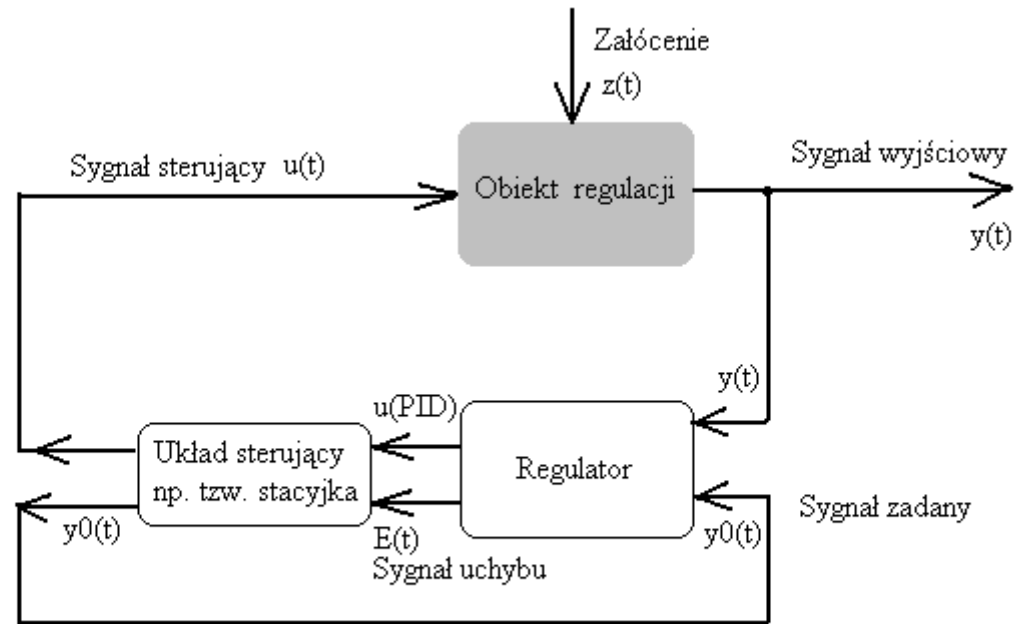 Załócenie
z(t)
Sygnał sterujący u(t)
Obiekt regulacji
Sygnał wyjściowy
y(t)
y(t)
u(PID)
Układ sterujący
np. tzw. stacyjka
Regulator
Sygnał zadany
y0(t)
E(t)
y0(t)
Sygnał uchybu